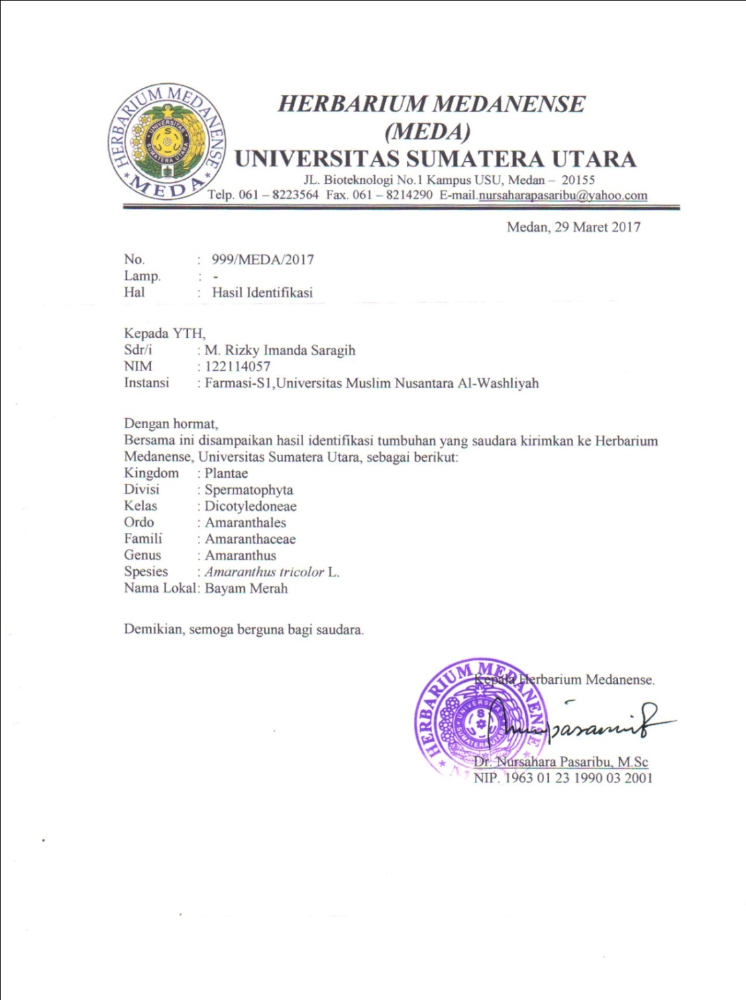 HERBARIUM MEDANENSE
* MEDA *
UNIVERSITAS
SUMATERA UTARA
HERBARIUM MEDANENSE
(MEDA)
UNIVERSITAS SUMATERA UTARA
JL. Bioteknologi No.1 Kampus USU, Medan – 20155
Telp. 061 – 8223564 Fax. 061 – 8214290 E-mail.nursaharapasaribu@yahoo.com
Medan, 29 Maret 2017
No. : 999/MEDA/2017
Lamp. : -
Hal : Hasil Identifikasi
Kepada YTH,
Sdr/i : M. Rizky Imanda Saragih
NIM : 122114057
Instansi : Farmasi-S1,Universitas Muslim Nusantara Al-Washliyah
Dengan hormat,
Bersama ini disampaikan hasil identifikasi tumbuhan yang saudara kirimkan ke Herbarium
Medanense, Universitas Sumatera Utara, sebagai berikut:
Kingdom : Plantae
Divisi : Spermatophyta
Kelas : Dicotyledoneae
Ordo : Amaranthales
Famili : Amaranthaceae
Genus : Amaranthus
Spesies : Amaranthus tricolor L.
Nama Lokal: Bayam Merah
Demikian, semoga berguna bagi saudara.
Kepala Herbarium Medanense.
HERBARIUM MEDANENSE
UNIVERSITAS
SUMATERA UTARA
Dr. Nursahara Pasaribu, M.Sc
NIP. 1963 01 23 1990 03 2001